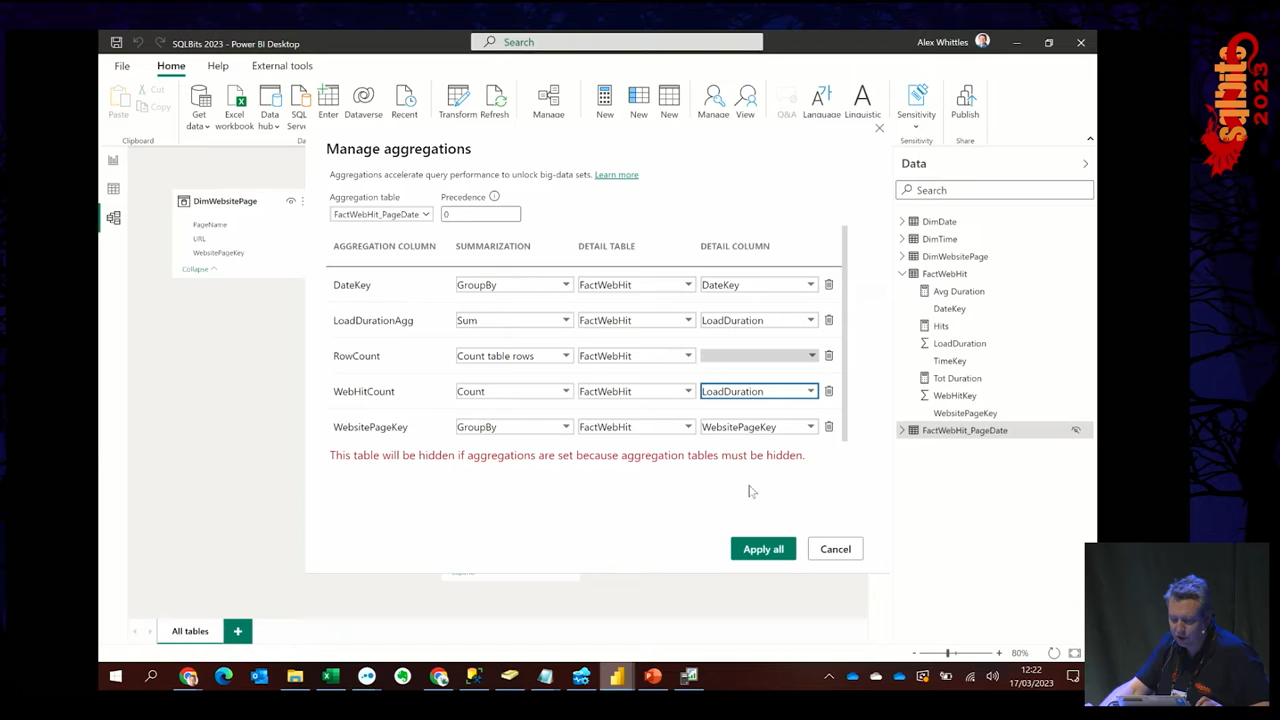 SQLBits 2023 - Power BI Desktop
Search
Alex Whittles
File
Home
Help
External tools
Paste
Cut
Copy
Clipboard
Get data
Excel workbook
Data hub
SQL
Enter
Dataverse
Recent
Transform
Refresh
Manage
New
New
New
Manage
View
Q&A
Language
Linguistic
Sensitivity
Sensitivity
Publish
Share
sqlbits
2023
DimWebsitePage
PageName
URL
WebsitePageKey
Collapse
Manage aggregations
Aggregations accelerate query performance to unlock big-data sets. Learn more
Aggregation table
Precedence
FactWebHit_PageDate
0
AGGREGATION COLUMN SUMMARIZATION DETAIL TABLE DETAIL COLUMN
DateKey GroupBy FactWebHit DateKey
LoadDurationAgg Sum FactWebHit LoadDuration
RowCount Count table rows FactWebHit
WebHitCount Count FactWebHit LoadDuration
WebsitePageKey GroupBy FactWebHit WebsitePageKey
This table will be hidden if aggregations are set because aggregation tables must be hidden.
Apply all
Cancel
Data
Search
DimDate
DimTime
DimWebsitePage
FactWebHit
Avg Duration
DateKey
Hits
LoadDuration
TimeKey
Tot Duration
WebHitKey
WebsitePageKey
FactWebHit_PageDate
All tables
80%
12:22
17/03/2023